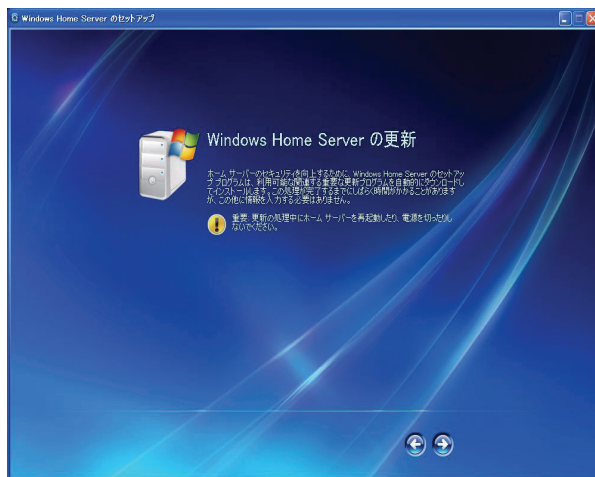 Windows Home Server のセットアップ
Windows Home Server の更新
ホーム サーバーのセキュリティを向上するために、Windows Home Server のセットアッ
プ プログラムは、利用可能な関連する重要な更新プログラムを自動的にダウンロードし
てインストールします。この処理が完了するまでにしばらく時間がかかることがあります
が、この他に情報を入力する必要はありません。
重要: 更新の処理中にホーム サーバーを再起動したり、電源を切ったりし
ないでください。